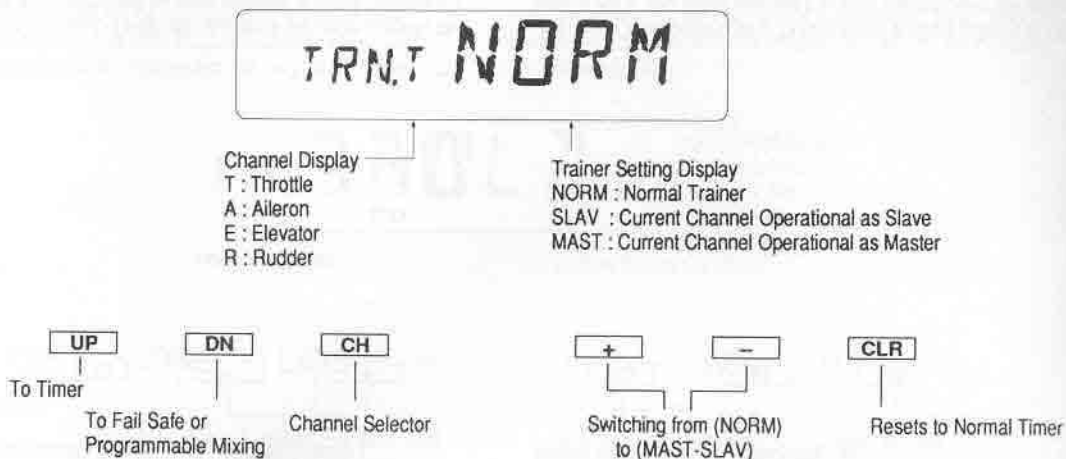 TRN.T NORM
Channel Display
T : Throttle
A : Aileron
E : Elevator
R : Rudder
Trainer Setting Display
NORM : Normal Trainer
SLAV : Current Channel Operational as Slave
MAST : Current Channel Operational as Master
UP
To Timer
DN
To Fail Safe or
Programmable Mixing
CH
Channel Selector
+
–
Switching from (NORM)
to (MAST-SLAV)
CLR
Resets to Normal Timer